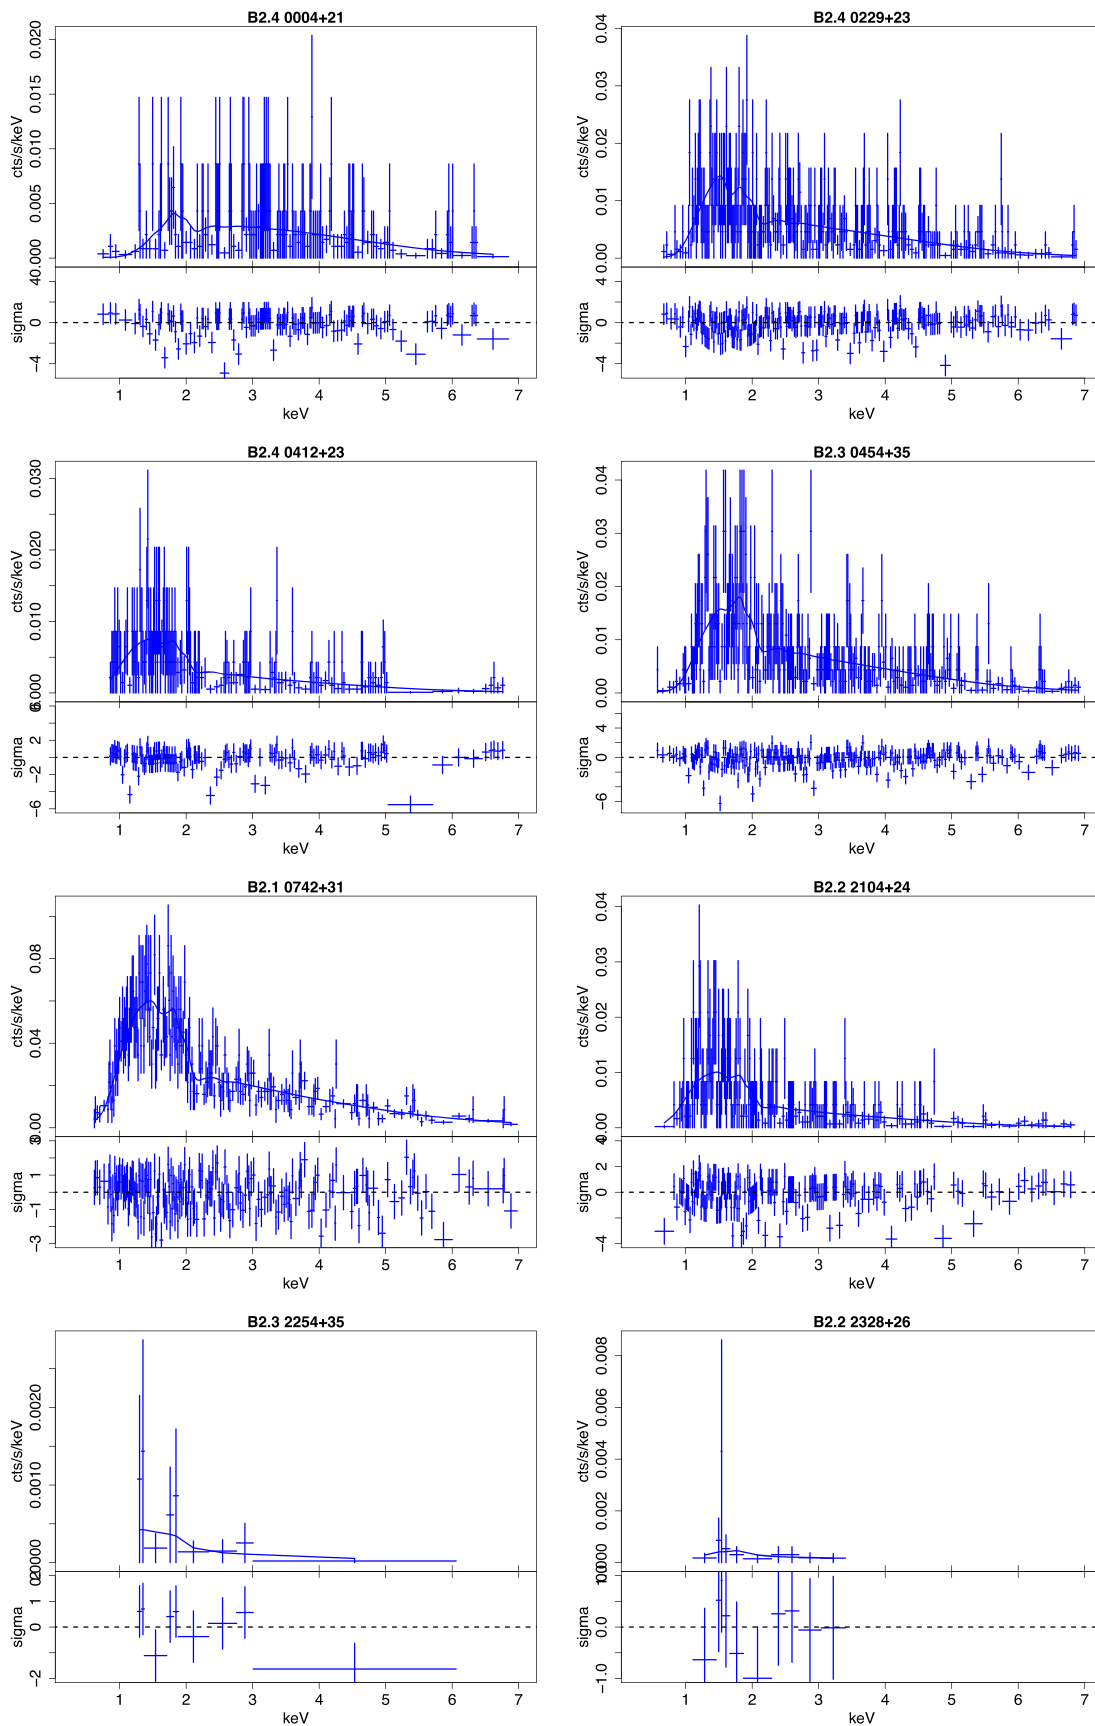 B2.4 0004+21
B2.4 0229+23
cts/s/keV
0.000 0.005 0.010 0.015 0.020
cts/s/keV
0.00 0.01 0.02 0.03 0.04
sigma
−4 0 4
sigma
−4 0 4
1 2 3 4 5 6 7
1 2 3 4 5 6 7
keV
keV
B2.4 0412+23
B2.3 0454+35
cts/s/keV
0.000 0.010 0.020 0.030
cts/s/keV
0.00 0.01 0.02 0.03 0.04
sigma
−6 −2 2 6
sigma
−6 0 4
1 2 3 4 5 6 7
1 2 3 4 5 6 7
keV
keV
B2.1 0742+31
B2.2 2104+24
cts/s/keV
0.00 0.04 0.08
cts/s/keV
0.00 0.01 0.02 0.03 0.04
sigma
−3 −1 1 3
sigma
−4 0 2 4
1 2 3 4 5 6 7
1 2 3 4 5 6 7
keV
keV
B2.3 2254+35
B2.2 2328+26
cts/s/keV
0.0000 0.0010 0.0020
cts/s/keV
0.000 0.002 0.004 0.006 0.008
sigma
−2 0 1 2
sigma
−1.0 0.0 1.0
1 2 3 4 5 6 7
1 2 3 4 5 6 7
keV
keV